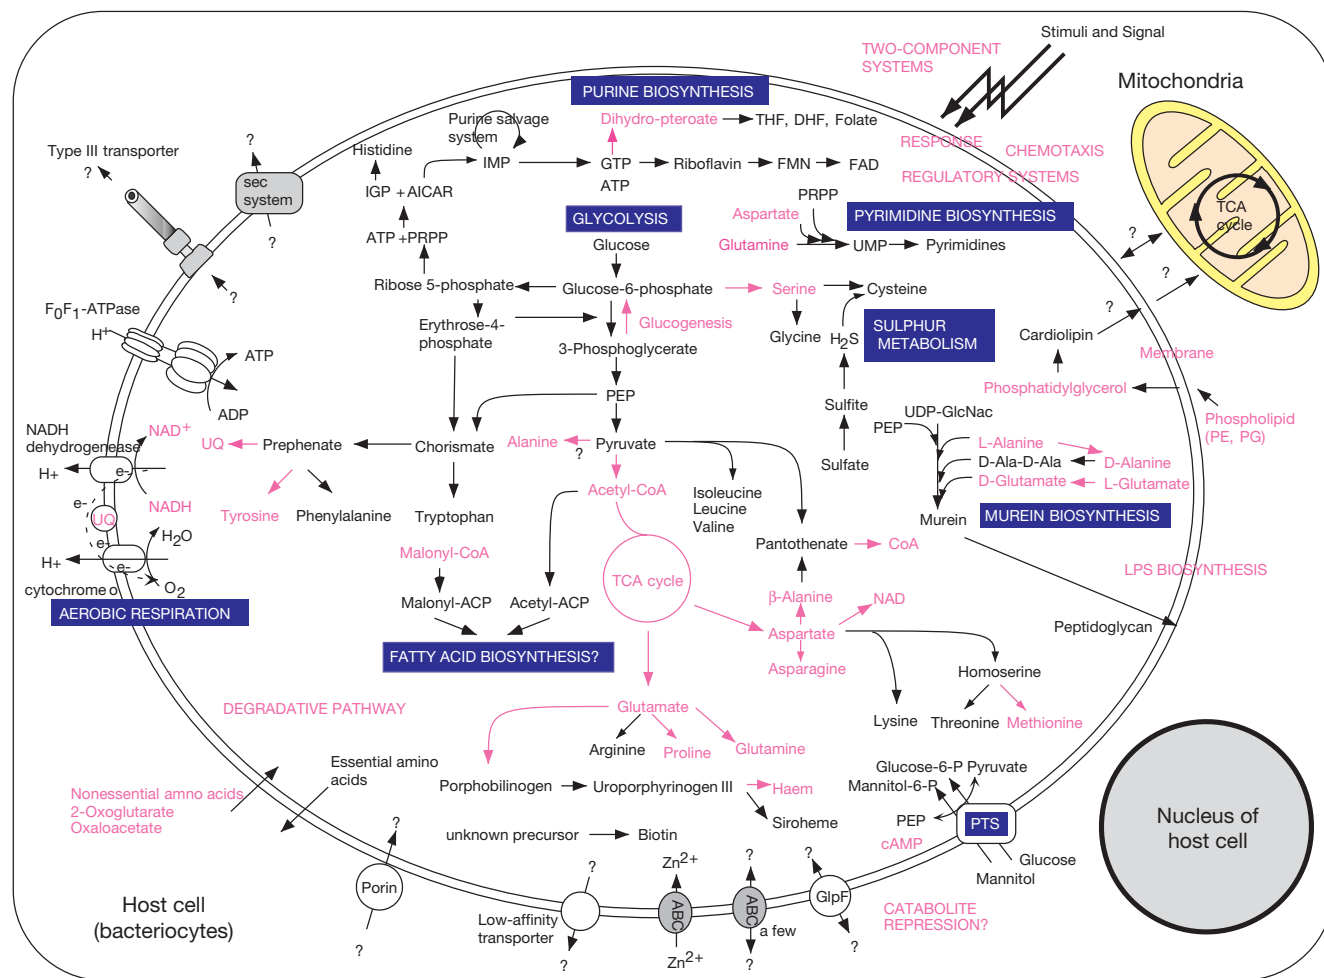 Stimuli and Signal
TWO-COMPONENT
SYSTEMS
Mitochondria
PURINE BIOSYNTHESIS
Purine salvage
system
Dihydro-pteroate
THF, DHF, Folate
RESPONSE
CHEMOTAXIS
REGULATORY SYSTEMS
Type III transporter
?
?
sec
system
?
?
Histidine
IMP
GTP
ATP
Riboflavin
FMN
FAD
IGP + AICAR
ATP +PRPP
GLYCOLYSIS
Glucose
PRPP
Aspartate
Glutamine
PYRIMIDINE BIOSYNTHESIS
UMP
Pyrimidines
TCA
cycle
?
?
?
F0F1-ATPase
H+
ATP
ADP
Ribose 5-phosphate
Glucose-6-phosphate
Serine
Cysteine
Erythrose-4-
phosphate
Glucogenesis
Glycine
H2S
SULPHUR
METABOLISM
3-Phosphoglycerate
Cardiolipin
Membrane
Phosphatidylglycerol
Phospholipid
(PE, PG)
PEP
Sulfite
Sulfate
UDP-GlcNac
PEP
L-Alanine
D-Ala-D-Ala
D-Alanine
D-Glutamate
L-Glutamate
Murein
MUREIN BIOSYNTHESIS
NADH
dehydrogenease
NAD+
UQ
Prephenate
Chorismate
Alanine
?
Pyruvate
H+
e-
NADH
e-
UQ
e-
H2O
H+
e-
cytochrome o
O2
AEROBIC RESPIRATION
Tyrosine
Phenylalanine
Tryptophan
Acetyl-CoA
Isoleucine
Leucine
Valine
Malonyl-CoA
Pantothenate
CoA
TCA cycle
Malonyl-ACP
Acetyl-ACP
FATTY ACID BIOSYNTHESIS?
β-Alanine
NAD
Aspartate
Asparagine
LPS BIOSYNTHESIS
Peptidoglycan
Homoserine
Lysine
Threonine
Methionine
DEGRADATIVE PATHWAY
Glutamate
Arginine
Proline
Glutamine
Essential amino
acids
Nonessential amno acids
2-Oxoglutarate
Oxaloacetate
Porphobilinogen
Uroporphyrinogen III
Haem
Siroheme
unknown precursor
Biotin
Glucose-6-P
Pyruvate
Mannitol-6-P
PEP
PTS
cAMP
Glucose
Mannitol
Nucleus of
host cell
?
Porin
?
?
Low-affinity
transporter
?
Zn2+
ABC
Zn2+
?
ABC
a few
?
?
GlpF
?
CATABOLITE
REPRESSION?
Host cell
(bacteriocytes)